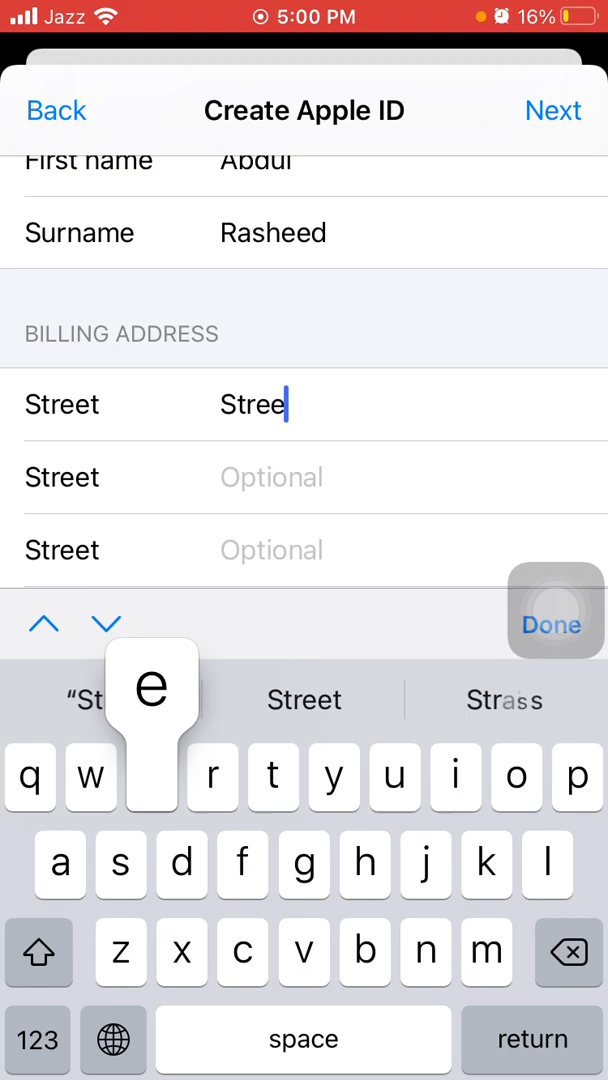 Jazz 5:00 PM 16%
Back Create Apple ID Next
First name Abdul
Surname Rasheed
BILLING ADDRESS
Street Stree
Street Optional
Street Optional
Done
“St Street
e
q w r t y u i o p
a s d f g h j k l
z x c v b n m
123 space return